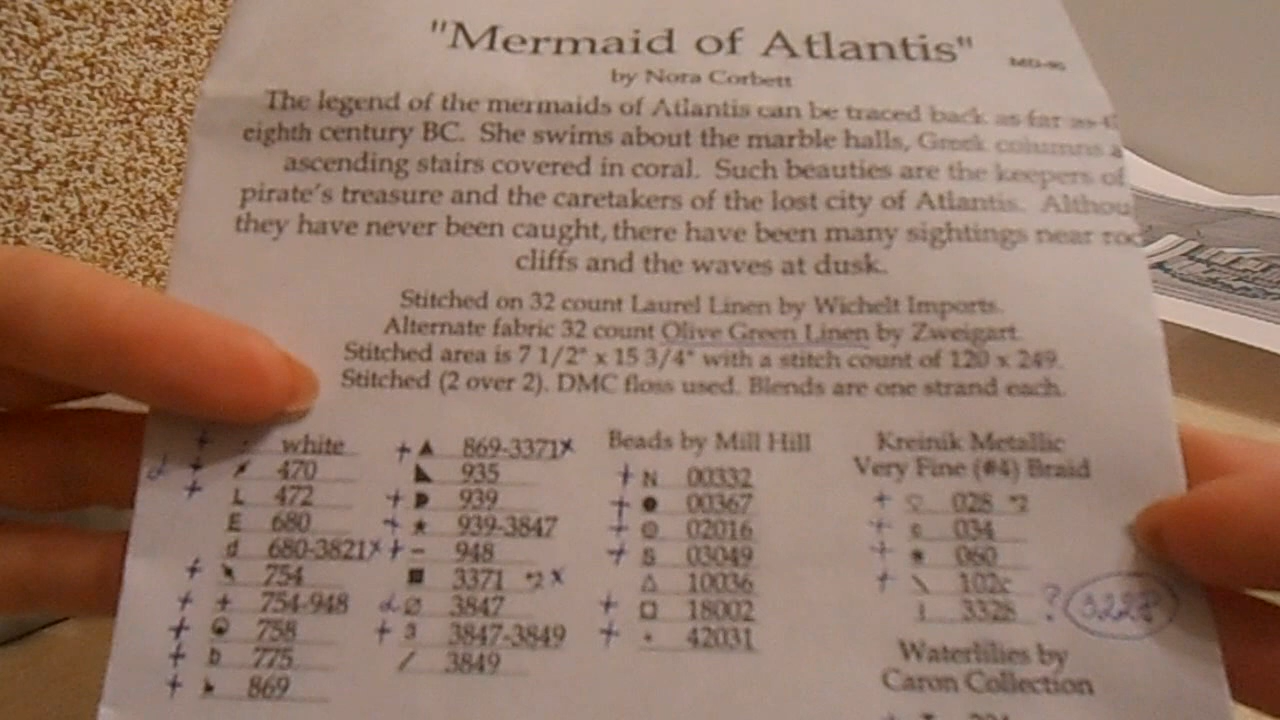 "Mermaid of Atlantis"
by Nora Corbett
The legend of the mermaids of Atlantis can be traced back as far as
eighth century BC. She swims about the marble halls, Greek columns
ascending stairs covered in coral. Such beauties are the keepers of
pirate's treasure and the caretakers of the lost city of Atlantis. Althou
they have never been caught, there have been many sightings near roc
cliffs and the waves at dusk.
Stitched on 32 count Laurel Linen by Wichelt Imports.
Alternate fabric 32 count Olive Green Linen by Zweigart.
Stitched area is 7 1/2" x 15 3/4" with a stitch count of 120 x 249.
Stitched (2 over 2). DMC floss used. Blends are one strand each.
+ white
+ 470
+ L 472
E 680
d 680-3821 x
+ 754
+ + 754-948
+ 758
+ b 775
+ 869
+ ▲ 869-3371 x
◣ 935
+ 939
+ ★ 939-3847
+ – 948
■ 3371 *2 x
d ∅ 3847
+ 3 3847-3849
/ 3849
Beads by Mill Hill
+ N 00332
+ ● 00367
+ 02016
+ S 03049
△ 10036
+ □ 18002
+ 42031
Kreinik Metallic
Very Fine (#4) Braid
+ ♡ 028 *2
+ 034
+ 060
+ \ 102c
3328 ? 3228
Waterlilies by
Caron Collection